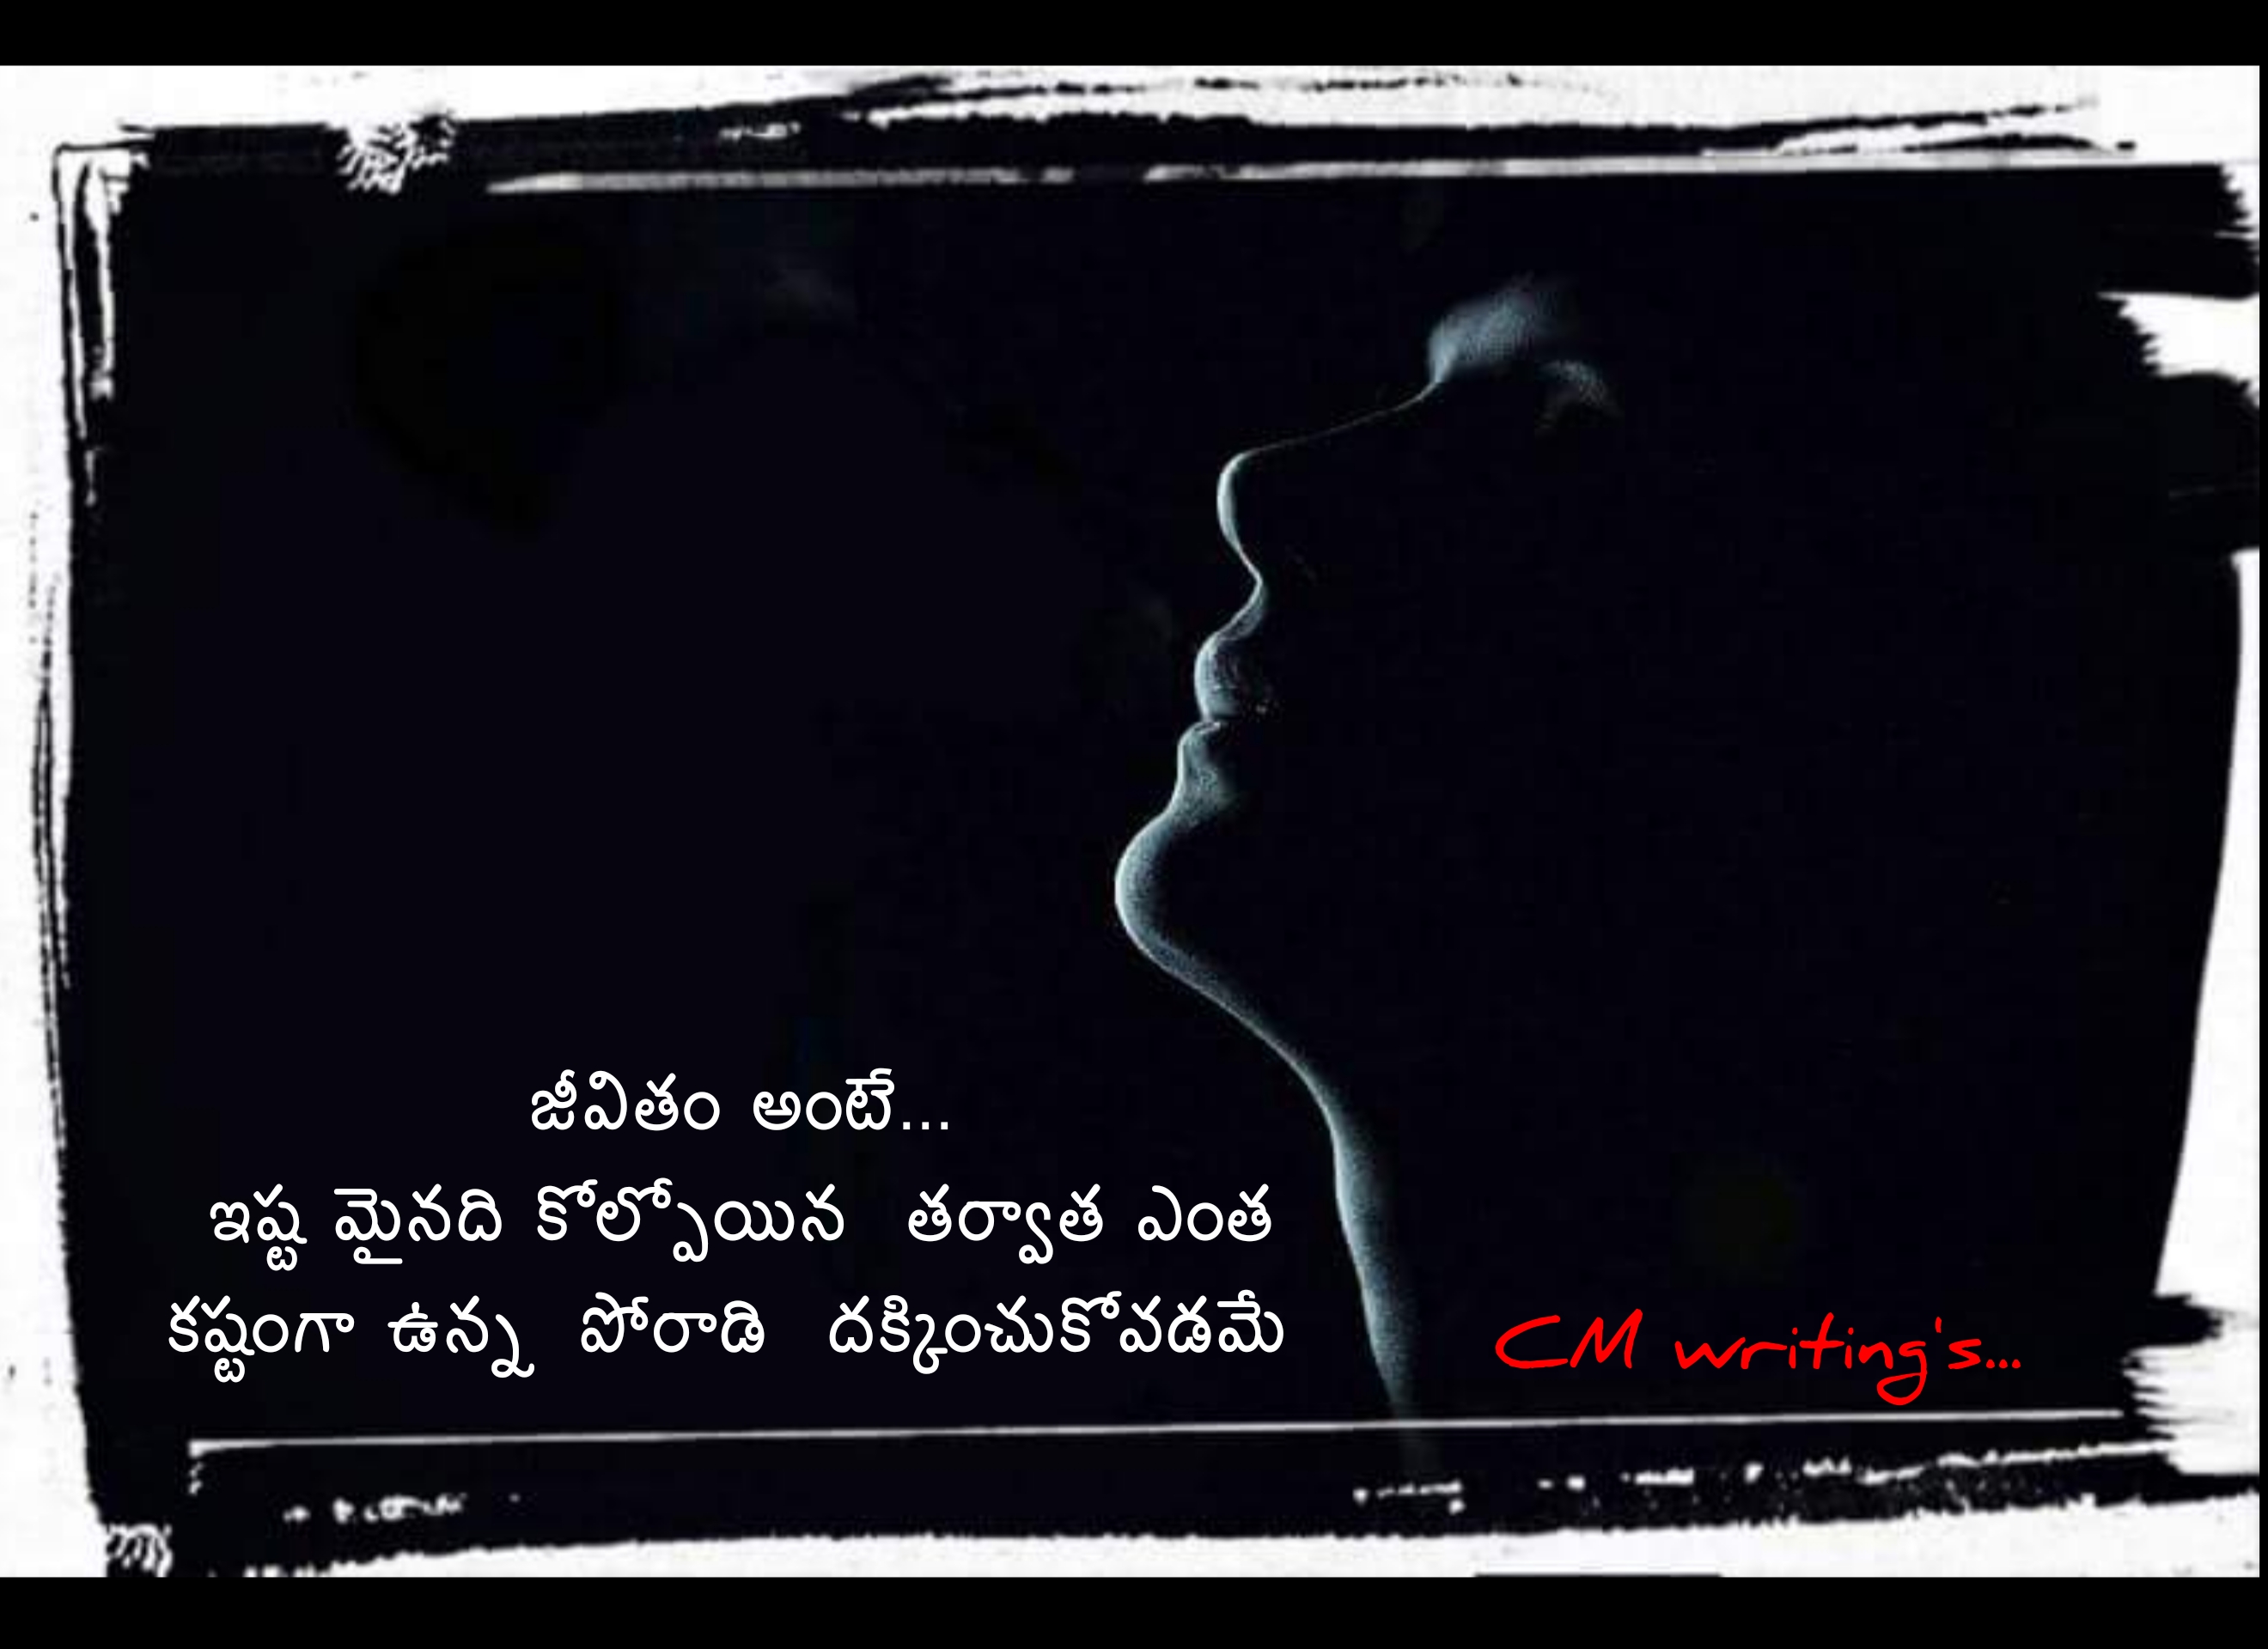 జీవితం అంటే...
ఇష్ట మైనది కోల్పోయిన తర్వాత ఎంత
కష్టంగా ఉన్న పోరాడి దక్కించుకోవడమే
CM writing's...